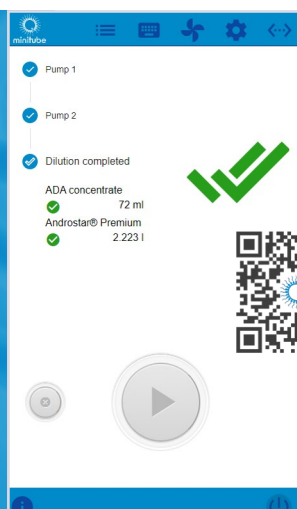 minitube
Pump 1
Pump 2
Dilution completed
ADA concentrate
72 ml
Androstar® Premium
2.223 l